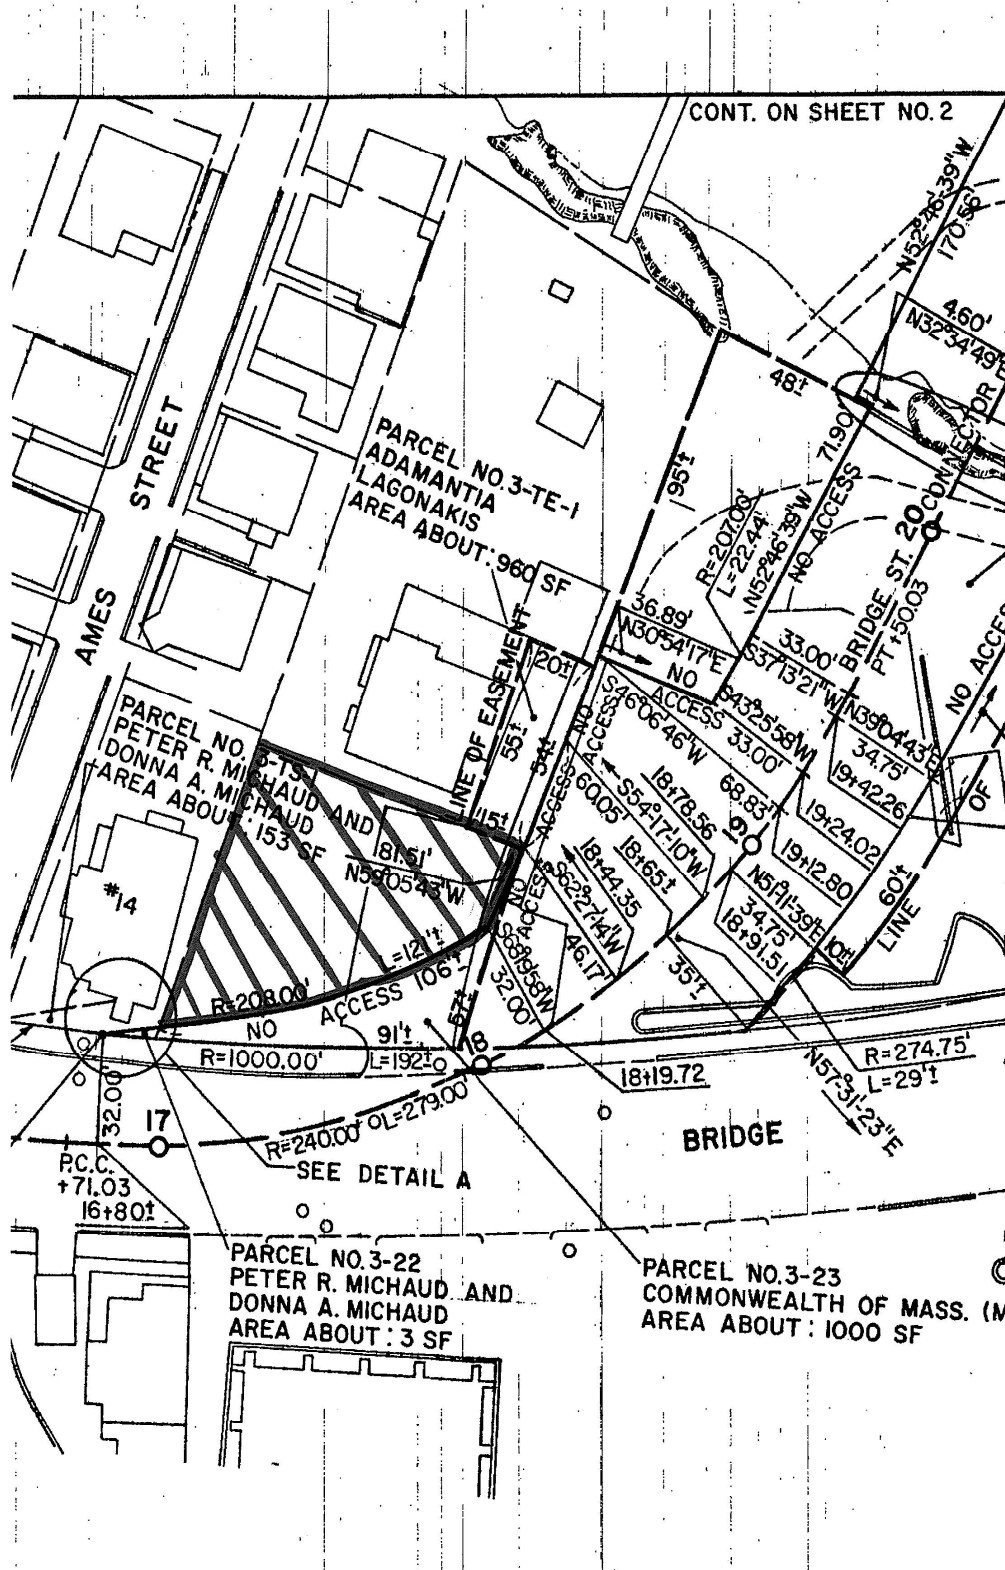 CONT. ON SHEET NO. 2
N52°46'39"W
170.56'
4.60'
N32°34'49"E
48'±
71.90
95'±
R=207.00'
L=22.44'
N52°46'39"W
NO ACCESS
BRIDGE ST. CONNECTOR
20
PT +50.03
NO ACCESS
STREET
AMES
PARCEL NO.3-TE-1
ADAMANTIA
LAGONAKIS
AREA ABOUT: 960 SF
36.89'
N30°54'17"E
NO
ACCESS
33.00'
S37°13'21"W
S43°25'58"W
33.00'
N39°04'43"E
34.75'
19+42.26
19+24.02
19+12.80
S46°06'46"W
68.83'
19
20'±
LINE OF EASEMENT
55'±
54'±
NO ACCESS
60.05'
S54°17'10"W
18+78.56
18+65±
18+44.35
S62°27'14"W
46.17'
N51°11'39"E
34.75'
18+91.51
10'±
60'±
LINE
OF
PARCEL NO. 3-TS-
PETER R. MICHAUD AND
DONNA A. MICHAUD
AREA ABOUT: 153 SF
15'±
181.51'
N59°05'43"W
NO
ACCESS
32.00'
#14
L=121'±
106'±
R=208.00'
NO
ACCESS
57'±
35'±
91'±
R=1000.00'
L=192'±
18
18+19.72
R=274.75'
L=29'±
N57-31-23"E
32.00'
17
R=240.00'
L=279.00'
BRIDGE
P.C.C.
+71.03
16+80±
SEE DETAIL A
PARCEL NO.3-22
PETER R. MICHAUD AND
DONNA A. MICHAUD
AREA ABOUT: 3 SF
PARCEL NO.3-23
COMMONWEALTH OF MASS. (M
AREA ABOUT: 1000 SF